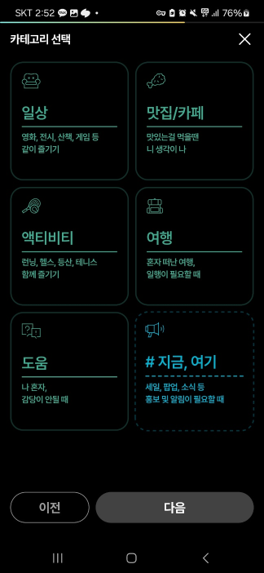 SKT 2:52
76%
카테고리 선택
일상
영화, 전시, 산책, 게임 등
같이 즐기기
맛집/카페
맛있는걸 먹을땐
니 생각이 나
액티비티
런닝, 헬스, 등산, 테니스
함께 즐기기
여행
혼자 떠난 여행,
일행이 필요할 때
도움
나 혼자,
감당이 안될 때
# 지금, 여기
세일, 팝업, 소식 등
홍보 및 알림이 필요할 때
이전
다음